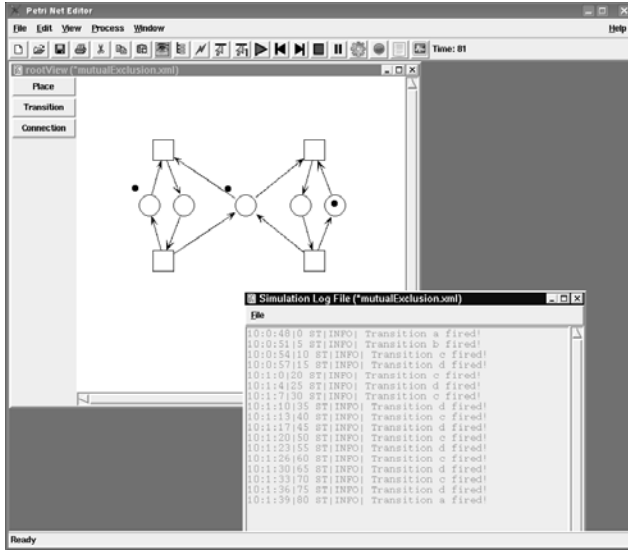 Petri Net Editor
File Edit View Process Window Help
Time: 81
rootView (*mutualExclusion.xml)
Place
Transition
Connection
Simulation Log File (*mutualExclusion.xml)
File
10:0:48|0 ST|INFO| Transition a fired!
10:0:51|5 ST|INFO| Transition b fired!
10:0:54|10 ST|INFO| Transition c fired!
10:0:57|15 ST|INFO| Transition d fired!
10:1:0|20 ST|INFO| Transition c fired!
10:1:4|25 ST|INFO| Transition d fired!
10:1:7|30 ST|INFO| Transition c fired!
10:1:10|35 ST|INFO| Transition d fired!
10:1:13|40 ST|INFO| Transition c fired!
10:1:17|45 ST|INFO| Transition d fired!
10:1:20|50 ST|INFO| Transition c fired!
10:1:23|55 ST|INFO| Transition d fired!
10:1:26|60 ST|INFO| Transition c fired!
10:1:30|65 ST|INFO| Transition d fired!
10:1:33|70 ST|INFO| Transition c fired!
10:1:36|75 ST|INFO| Transition d fired!
10:1:39|80 ST|INFO| Transition a fired!
Ready